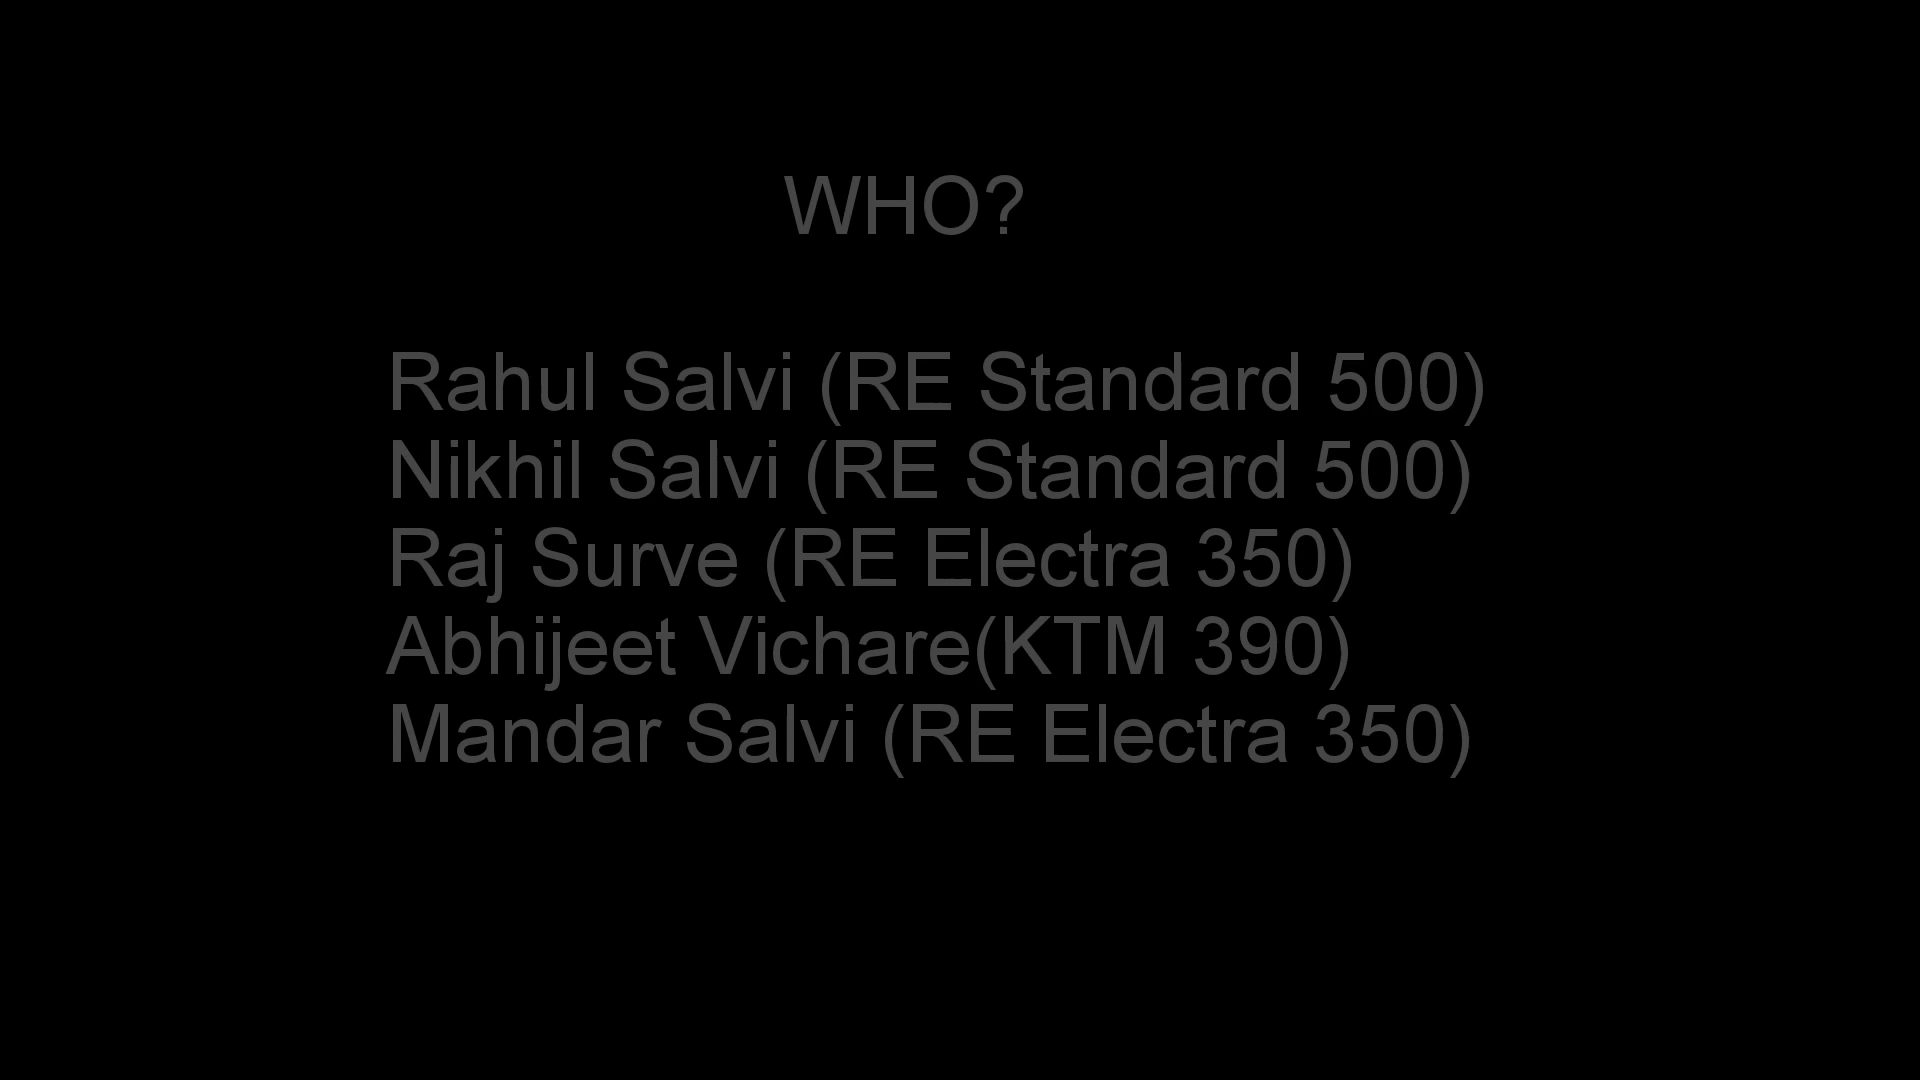 WHO?
Rahul Salvi (RE Standard 500)
Nikhil Salvi (RE Standard 500)
Raj Surve (RE Electra 350)
Abhijeet Vichare(KTM 390)
Mandar Salvi (RE Electra 350)